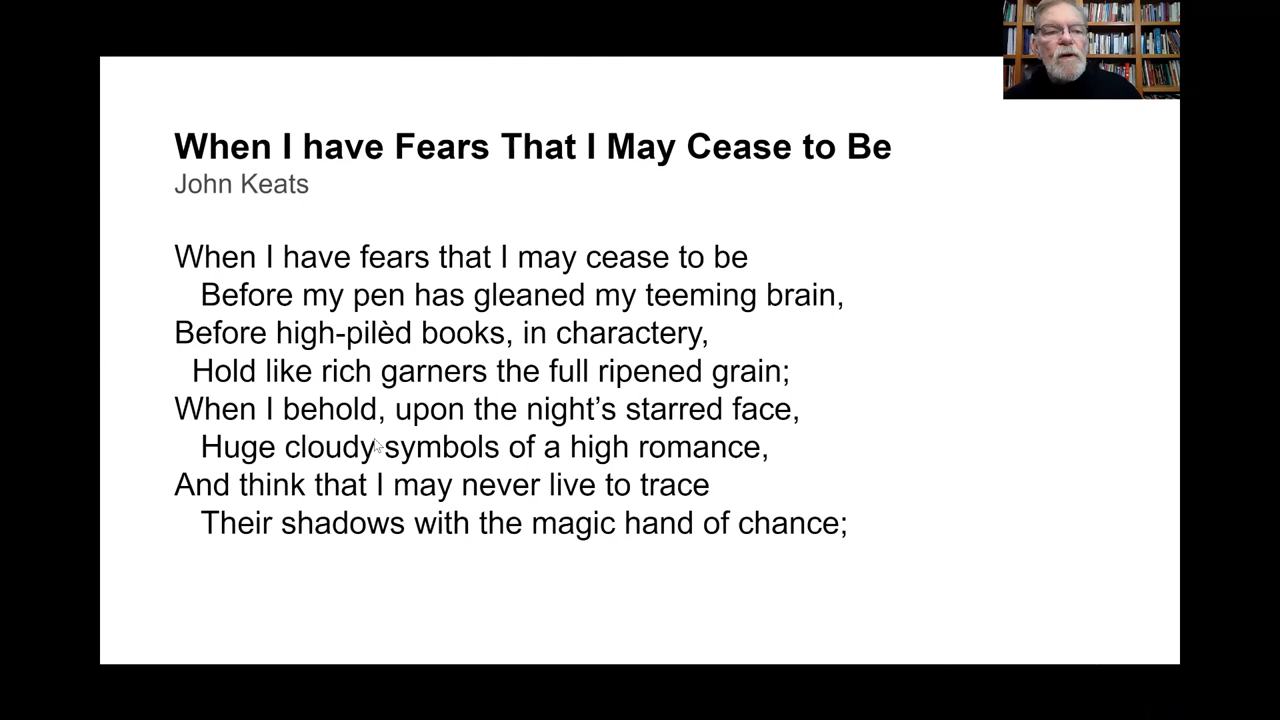 When I have Fears That I May Cease to Be
John Keats
When I have fears that I may cease to be
Before my pen has gleaned my teeming brain,
Before high-pilèd books, in charactery,
Hold like rich garners the full ripened grain;
When I behold, upon the night’s starred face,
Huge cloudy symbols of a high romance,
And think that I may never live to trace
Their shadows with the magic hand of chance;